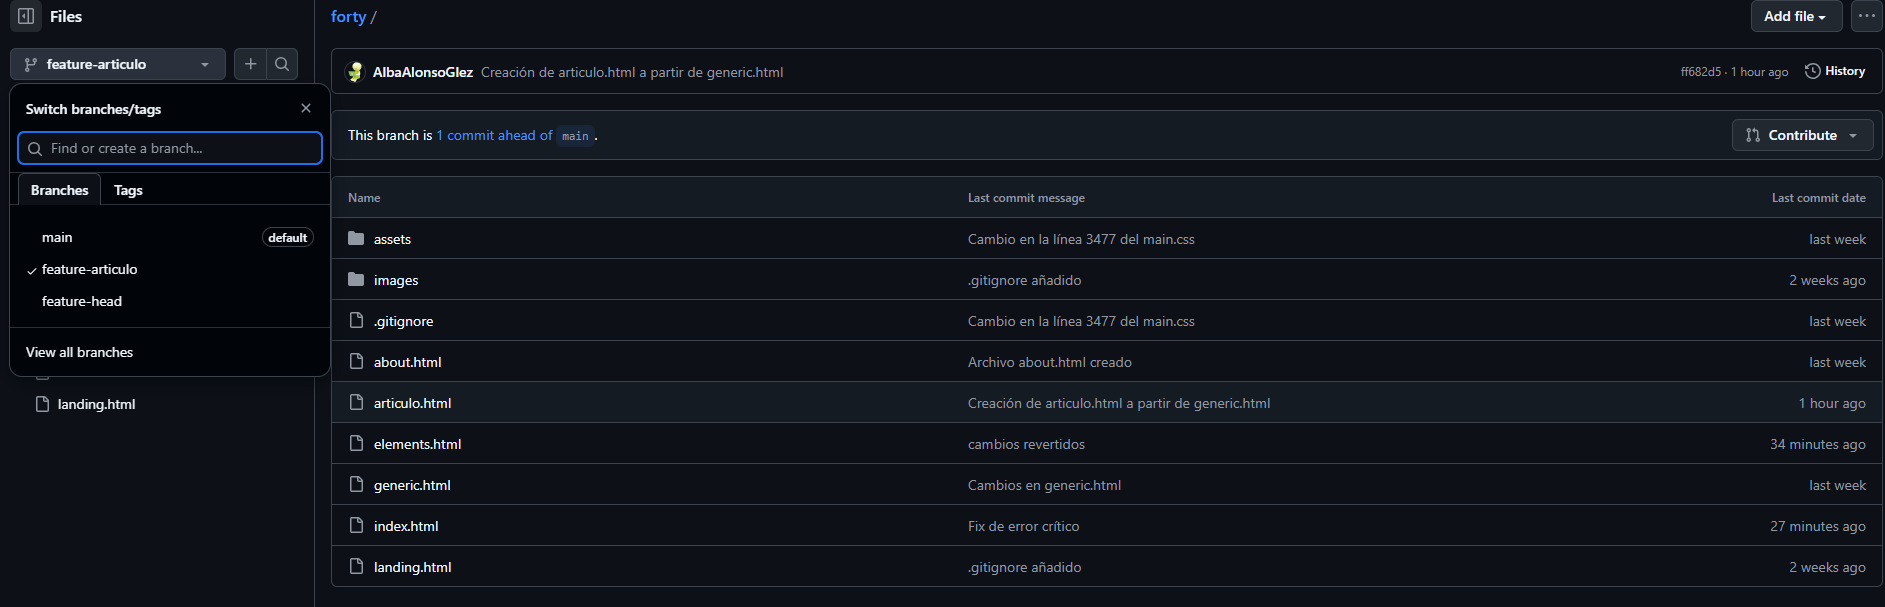 Files
feature-articulo
Switch branches/tags
Find or create a branch...
Branches Tags
main default
feature-articulo
feature-head
View all branches
landing.html
forty /
Add file
AlbaAlonsoGlez Creación de articulo.html a partir de generic.html
ff682d5 · 1 hour ago History
This branch is 1 commit ahead of main .
Contribute
Name Last commit message Last commit date
assets Cambio en la línea 3477 del main.css last week
images .gitignore añadido 2 weeks ago
.gitignore Cambio en la línea 3477 del main.css last week
about.html Archivo about.html creado last week
articulo.html Creación de articulo.html a partir de generic.html 1 hour ago
elements.html cambios revertidos 34 minutes ago
generic.html Cambios en generic.html last week
index.html Fix de error crítico 27 minutes ago
landing.html .gitignore añadido 2 weeks ago